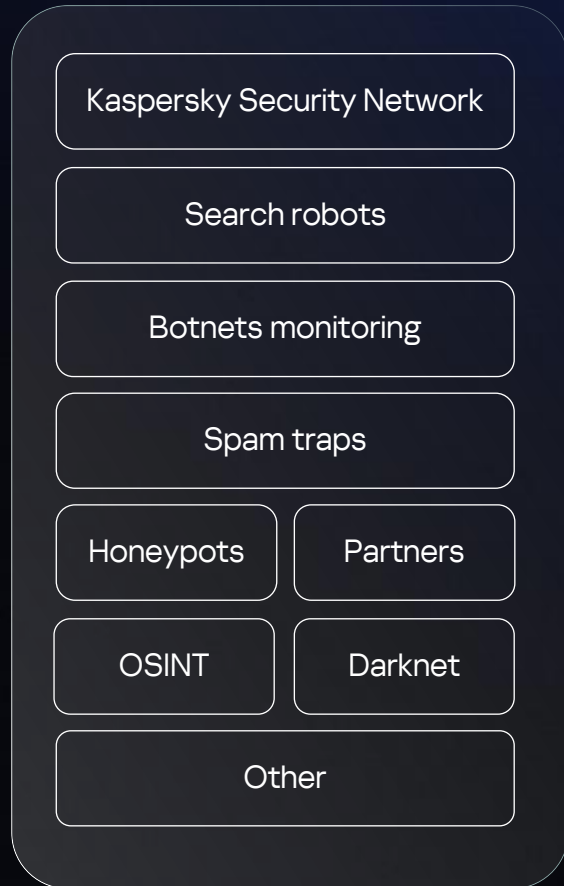 Kaspersky Security Network
Search robots
Botnets monitoring
Spam traps
Honeypots
Partners
OSINT
Darknet
Other